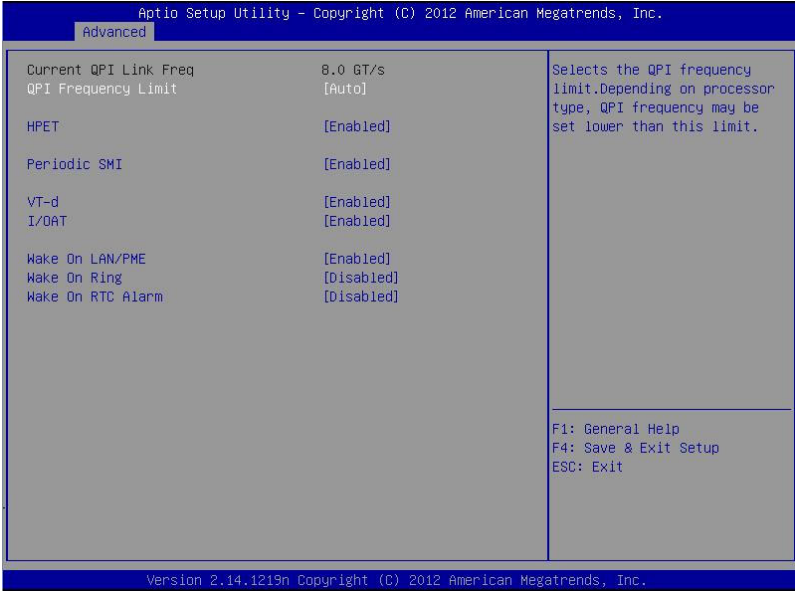 Aptio Setup Utility – Copyright (C) 2012 American Megatrends, Inc.
Advanced
Current QPI Link Freq 8.0 GT/s
QPI Frequency Limit [Auto]
HPET [Enabled]
Periodic SMI [Enabled]
VT-d [Enabled]
I/OAT [Enabled]
Wake On LAN/PME [Enabled]
Wake On Ring [Disabled]
Wake On RTC Alarm [Disabled]
Selects the QPI frequency
limit.Depending on processor
type, QPI frequency may be
set lower than this limit.
F1: General Help
F4: Save & Exit Setup
ESC: Exit
Version 2.14.1219n Copyright (C) 2012 American Megatrends, Inc.